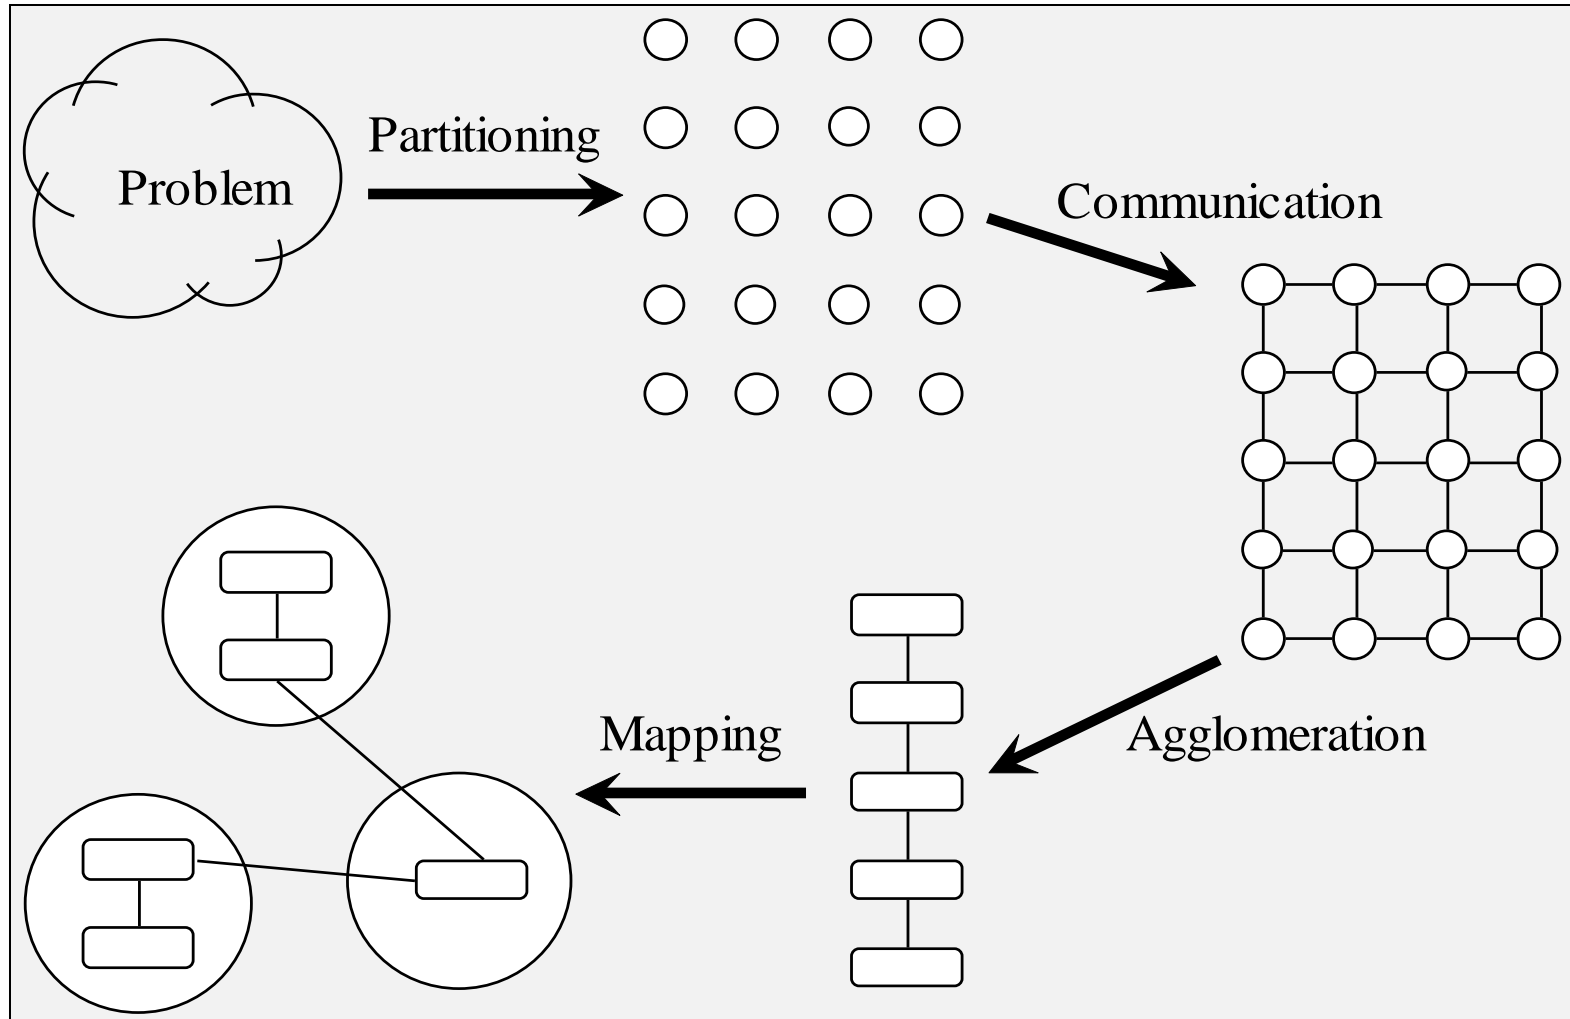 Problem
Partitioning
Communication
Agglomeration
Mapping